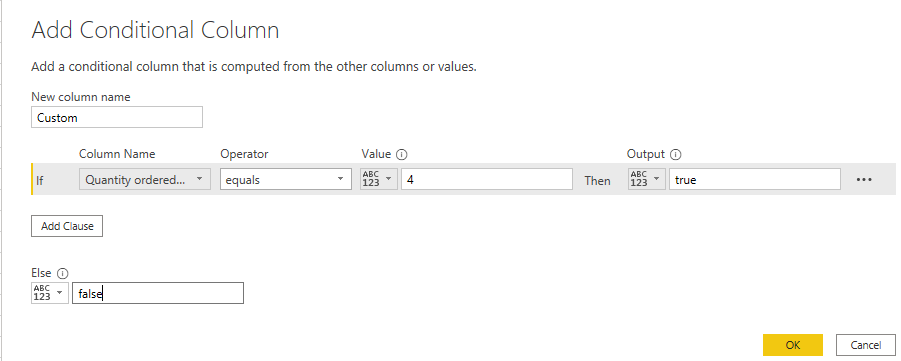 Add Conditional Column
Add a conditional column that is computed from the other columns or values.
New column name
Custom
Column Name Operator Value Output
If Quantity ordered... equals ABC 123 4 Then ABC 123 true ...
Add Clause
Else
ABC 123 false
OK Cancel